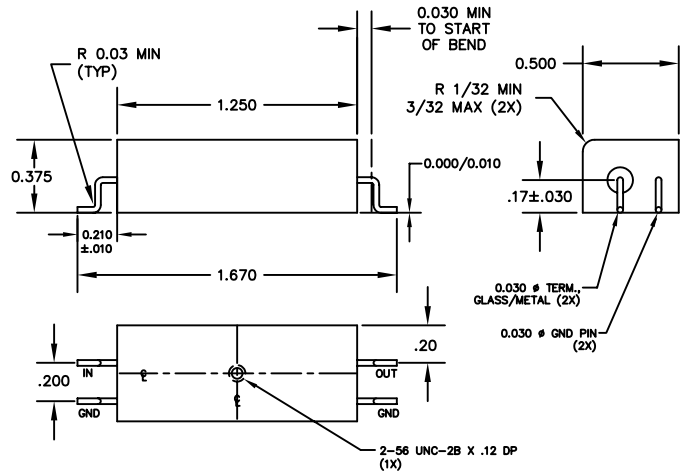 0.030 MIN
TO START
OF BEND
R 0.03 MIN
(TYP)
0.500
R 1/32 MIN
3/32 MAX (2X)
1.250
0.375
0.000/0.010
.17±.030
0.210
±.010
1.670
0.030 ø TERM.,
GLASS/METAL (2X)
0.030 ø GND PIN
(2X)
.20
IN
OUT
℄
.200
℄
GND
GND
2-56 UNC-2B X .12 DP
(1X)